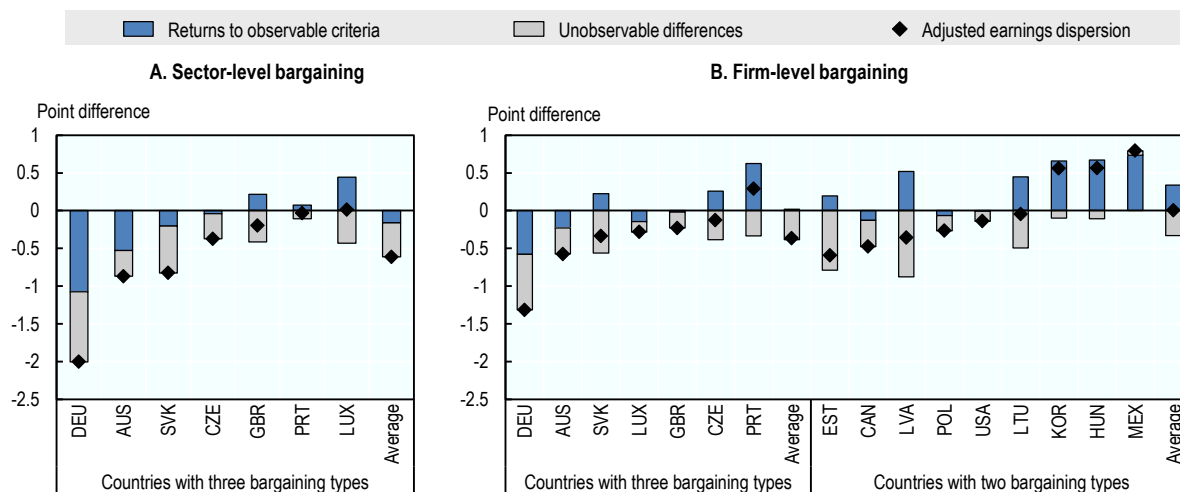 Returns to observable criteria Unobservable differences Adjusted earnings dispersion
A. Sector-level bargaining
Point difference
1
0.5
0
-0.5
-1
-1.5
-2
-2.5
DEU AUS SVK CZE GBR PRT LUX Average
Countries with three bargaining types
B. Firm-level bargaining
Point difference
1
0.5
0
-0.5
-1
-1.5
-2
-2.5
DEU AUS SVK LUX GBR CZE PRT Average EST CAN LVA POL USA LTU KOR HUN MEX Average
Countries with three bargaining types Countries with two bargaining types